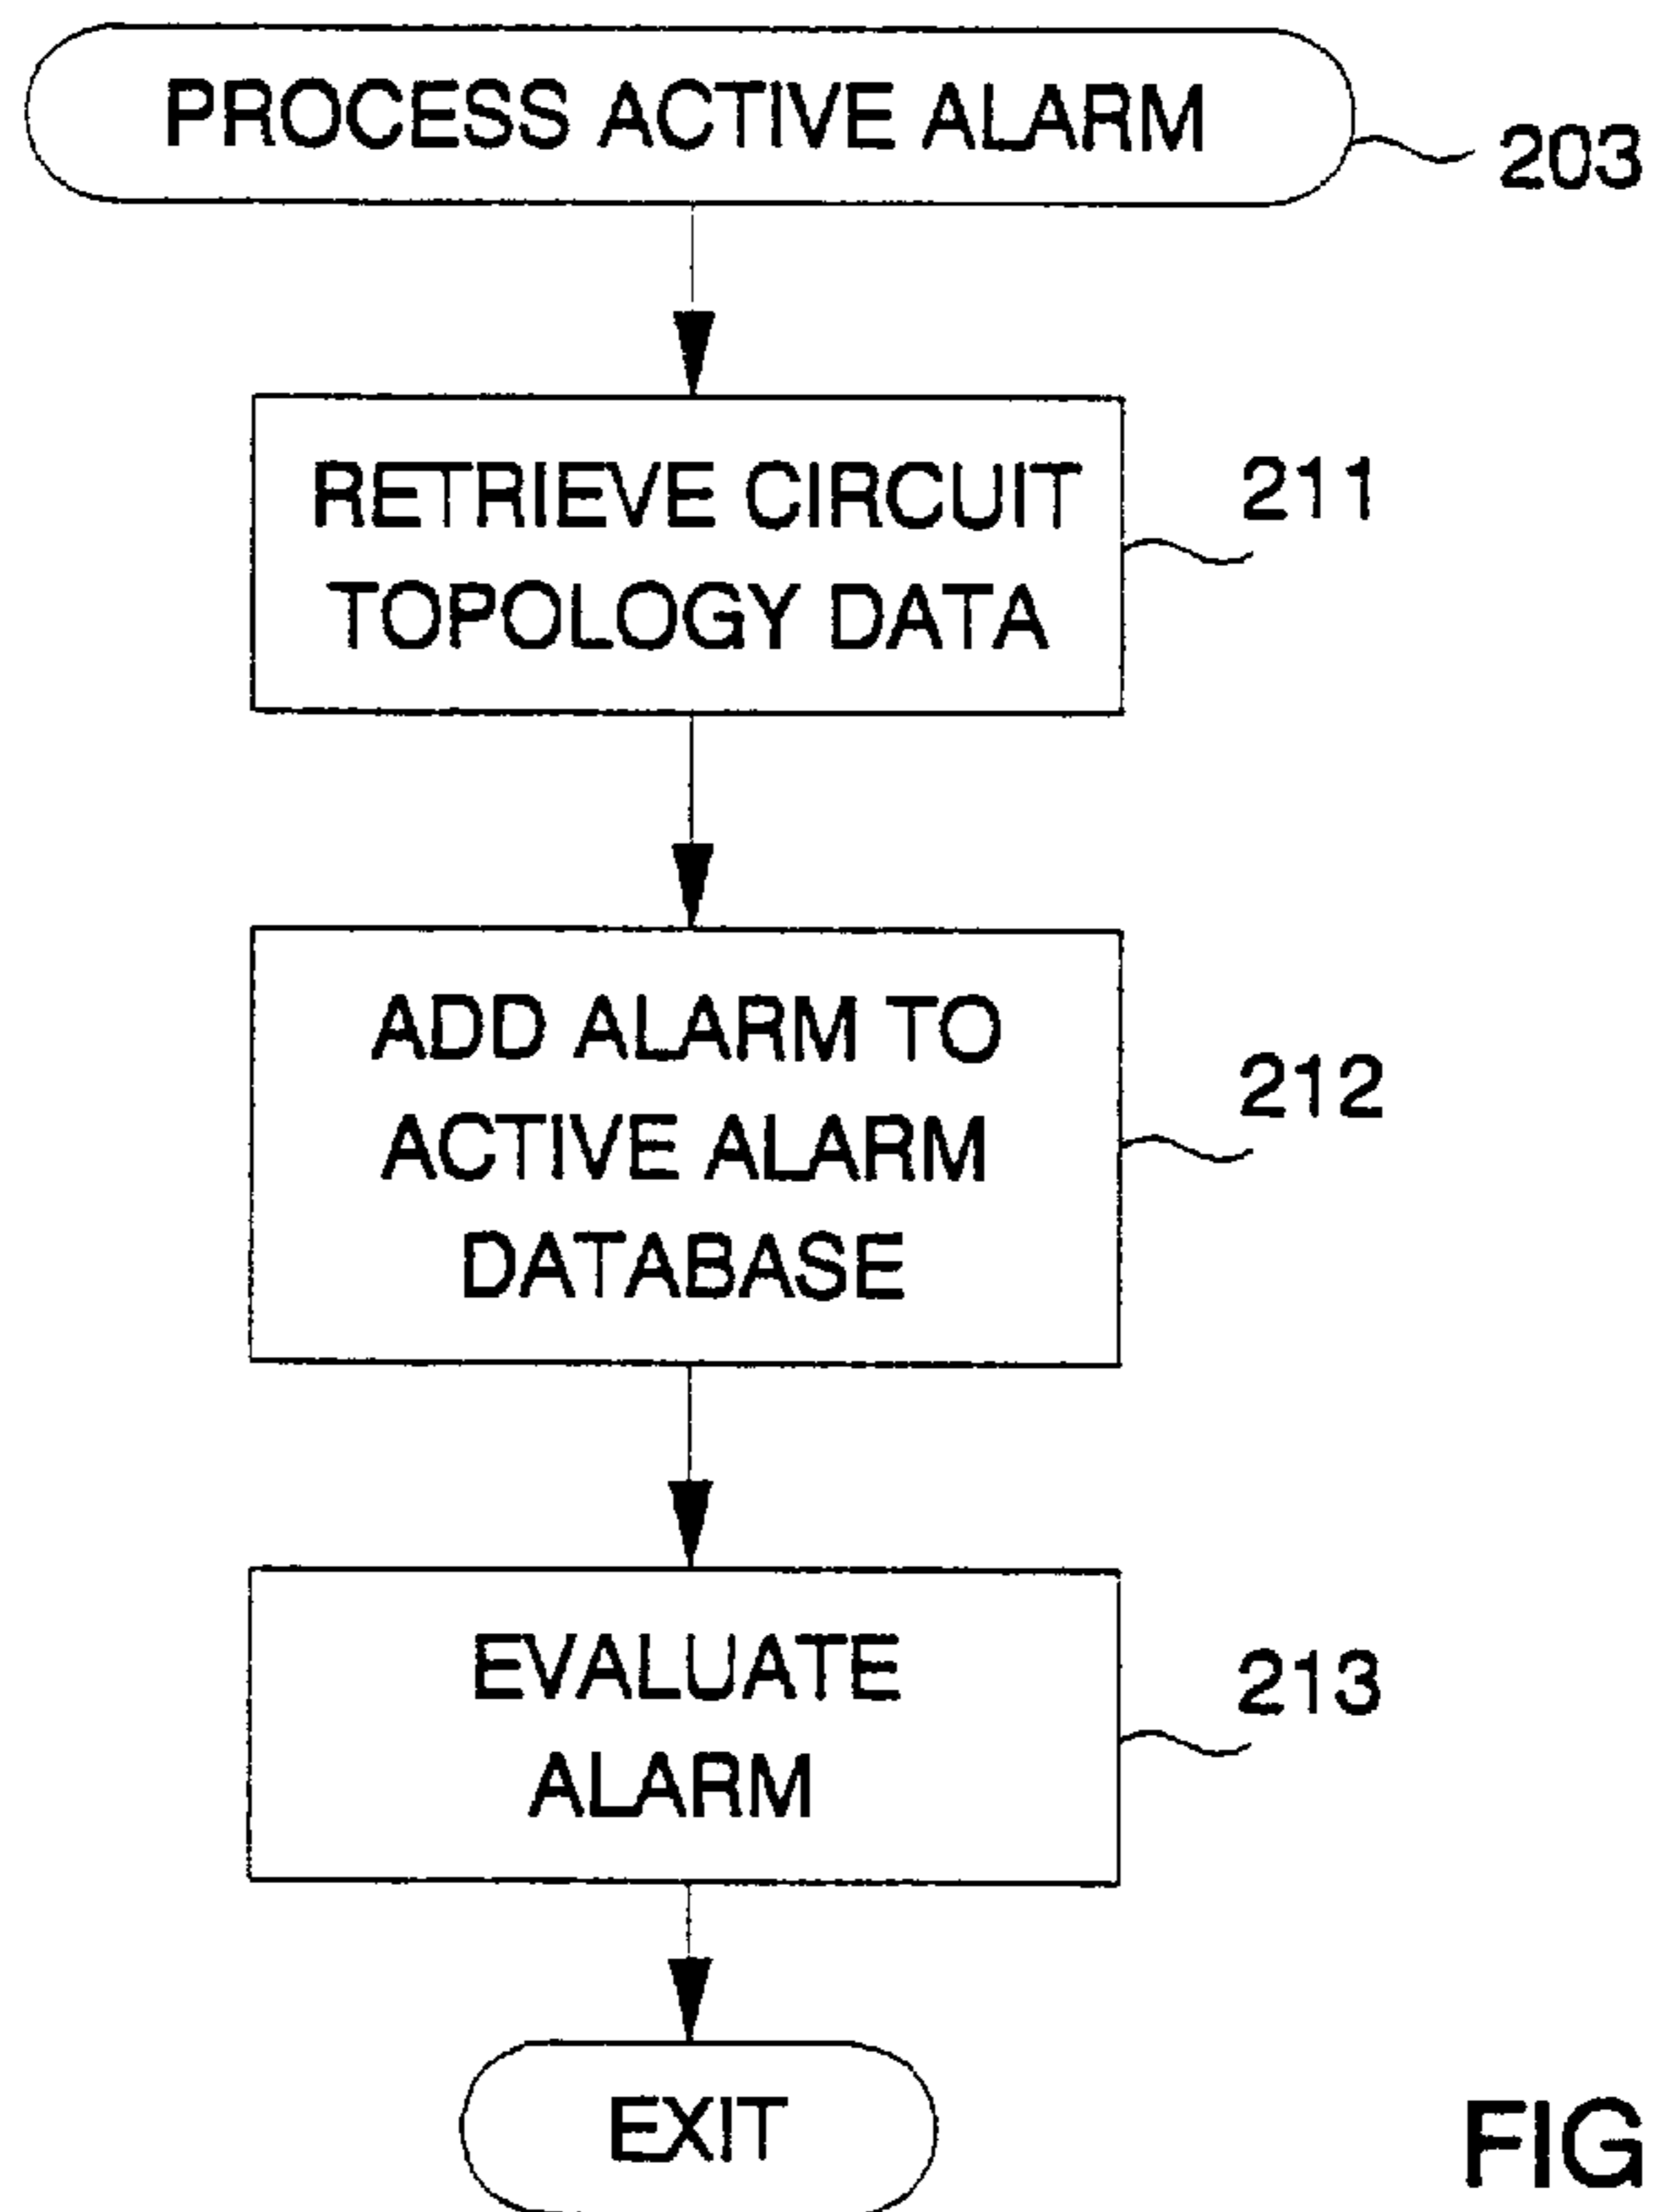 PROCESS ACTIVE ALARM
203
RETRIEVE CIRCUIT
TOPOLOGY DATA
211
ADD ALARM TO
ACTIVE ALARM
DATABASE
212
EVALUATE
ALARM
213
EXIT
FIG